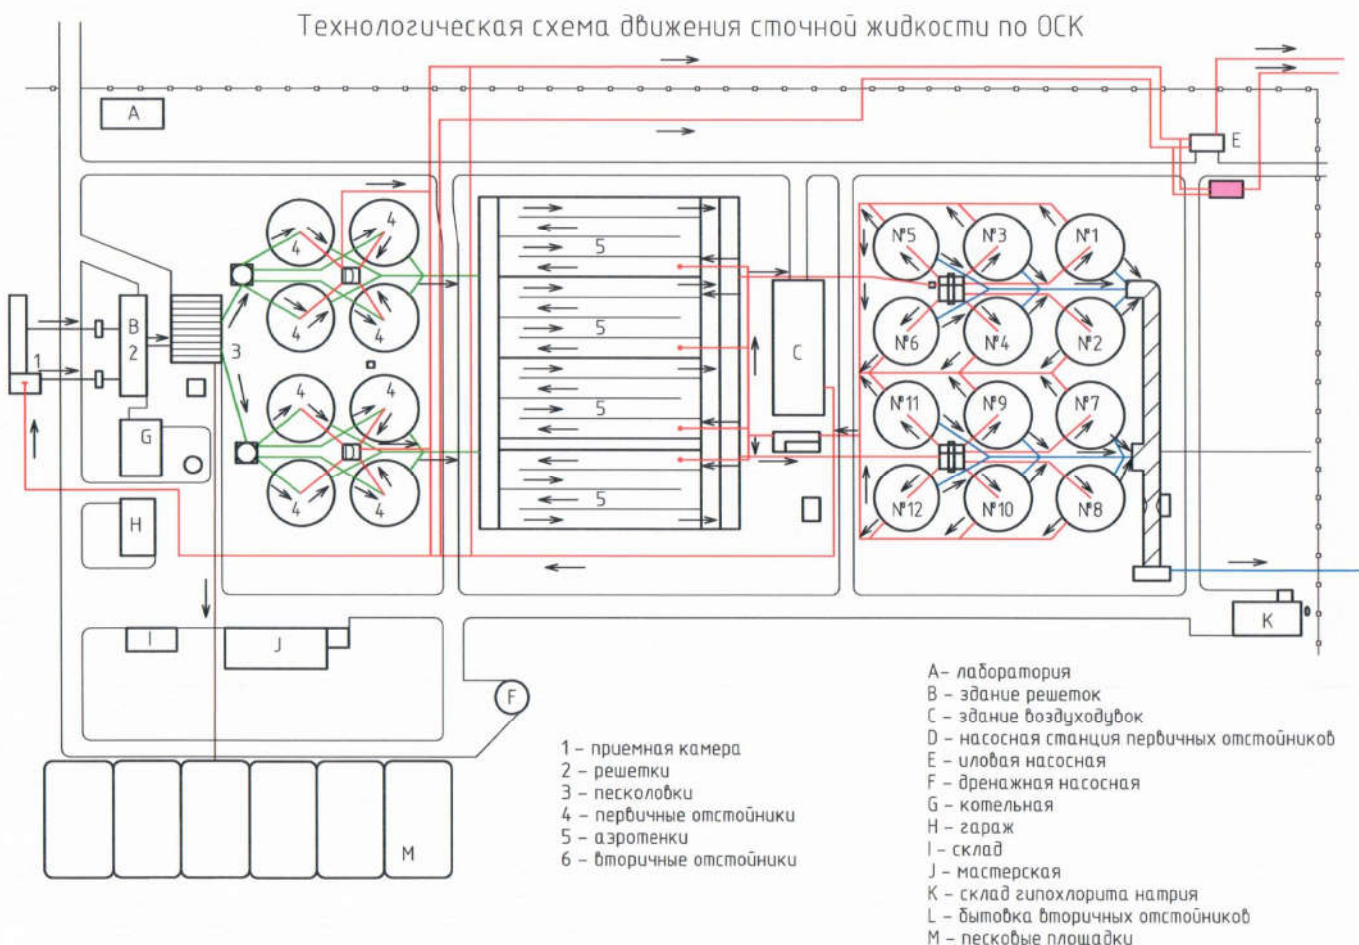 Технологическая схема движения сточной жидкости по ОСК
A
E
4
4
5
№5
№3
№1
4
4
B
2
1
3
5
C
№6
№4
№2
4
4
G
5
№11
№9
№7
4
4
5
№12
№10
№8
H
I
J
K
F
M
1 – приемная камера
2 – решетки
3 – песколовки
4 – первичные отстойники
5 – аэротенки
6 – вторичные отстойники
A – лаборатория
B – здание решеток
C – здание воздуходувок
D – насосная станция первичных отстойников
E – иловая насосная
F – дренажная насосная
G – котельная
H – гараж
I – склад
J – мастерская
K – склад гипохлорита натрия
L – бытовка вторичных отстойников
M – песковые площадки